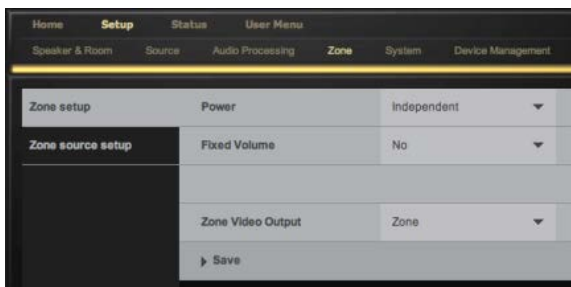 Home Setup Status User Menu
Speaker & Room Source Audio Processing Zone System Device Management
Zone setup Power Independent
Zone source setup Fixed Volume No
Zone Video Output Zone
Save